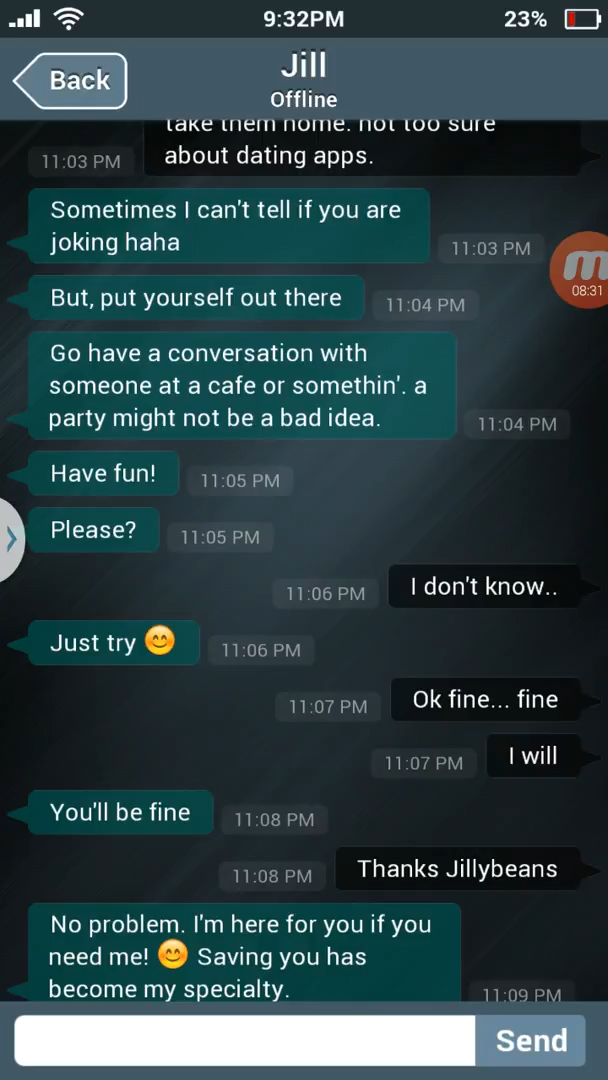 9:32PM
23%
Back
Jill
Offline
take them home. not too sure
about dating apps.
11:03 PM
Sometimes I can't tell if you are
joking haha
11:03 PM
08:31
But, put yourself out there
11:04 PM
Go have a conversation with
someone at a cafe or somethin'. a
party might not be a bad idea.
11:04 PM
Have fun!
11:05 PM
Please?
11:05 PM
11:06 PM
I don't know..
Just try 😊
11:06 PM
11:07 PM
Ok fine... fine
11:07 PM
I will
You'll be fine
11:08 PM
11:08 PM
Thanks Jillybeans
No problem. I'm here for you if you
need me! 😊 Saving you has
become my specialty.
11:09 PM
Send